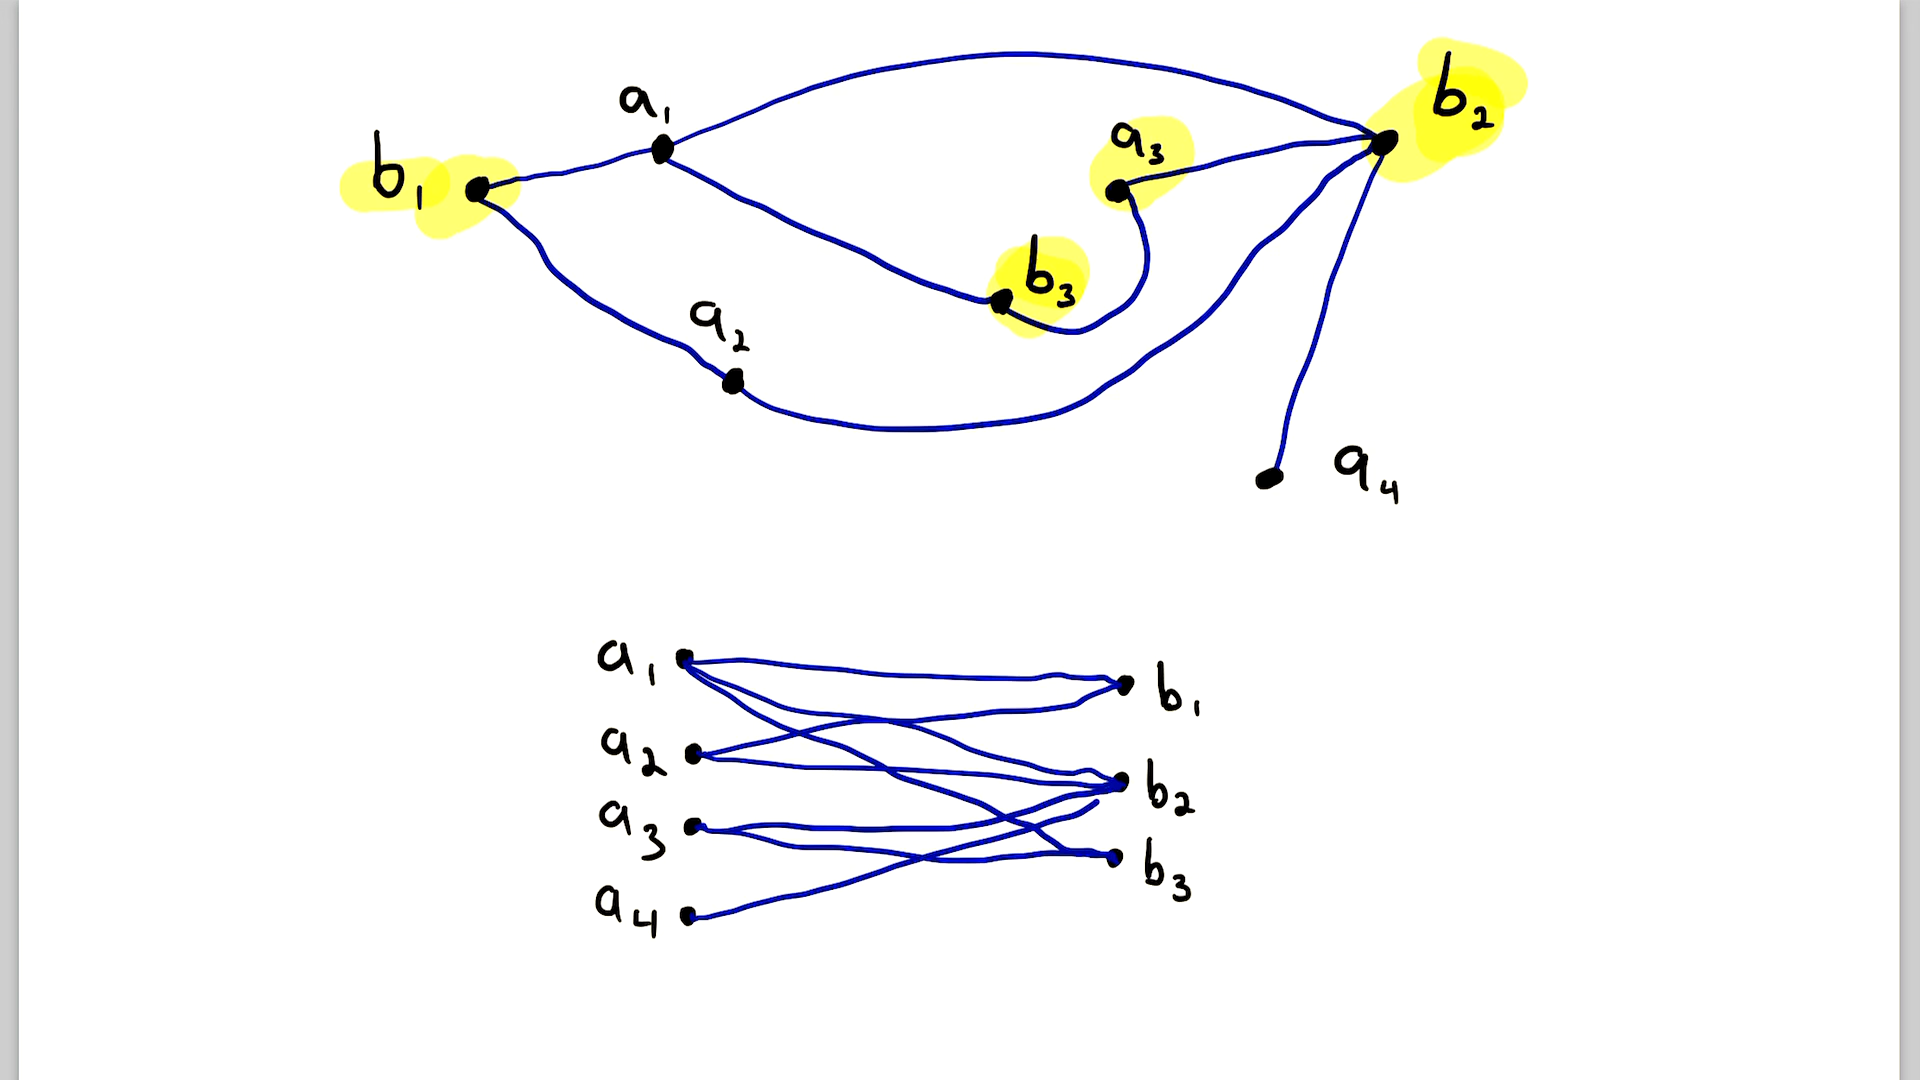 a₁
b₂
a₃
b₁
b₃
a₂
a₄
a₁
b₁
a₂
b₂
a₃
b₃
a₄